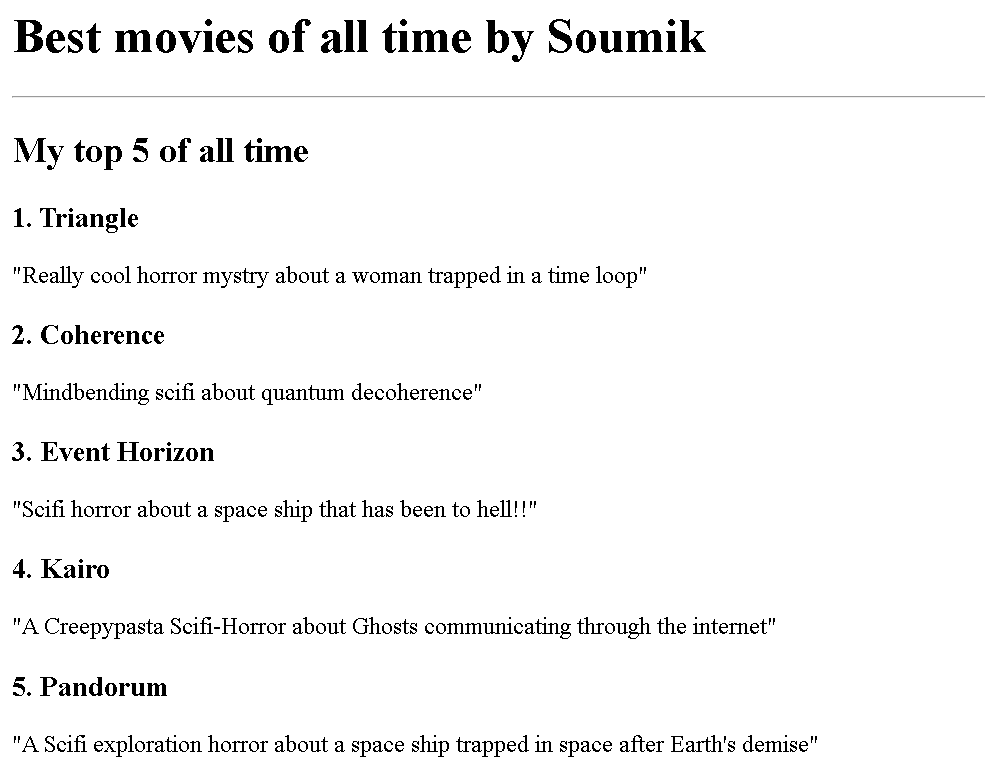 Best movies of all time by Soumik
My top 5 of all time
1. Triangle
"Really cool horror mystry about a woman trapped in a time loop"
2. Coherence
"Mindbending scifi about quantum decoherence"
3. Event Horizon
"Scifi horror about a space ship that has been to hell!!"
4. Kairo
"A Creepypasta Scifi-Horror about Ghosts communicating through the internet"
5. Pandorum
"A Scifi exploration horror about a space ship trapped in space after Earth's demise"